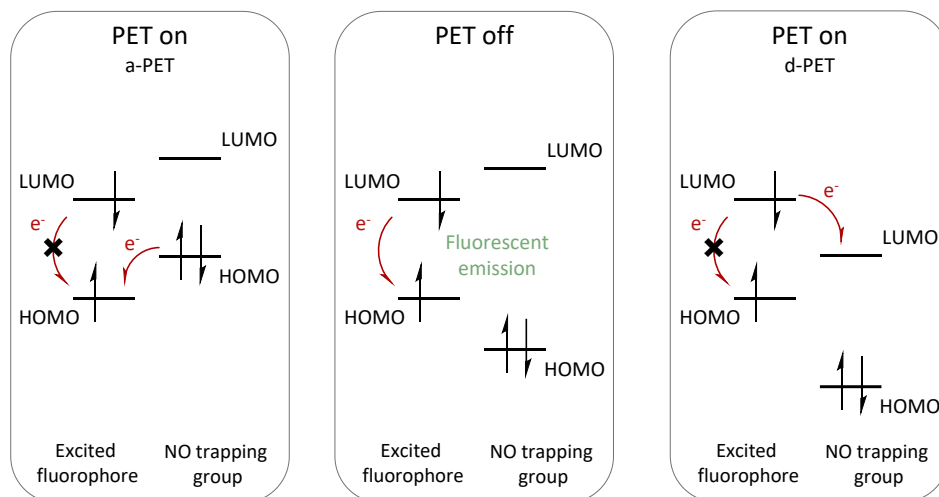 PET on
a-PET
LUMO
LUMO
e-
e-
HOMO
HOMO
Excited
fluorophore
NO trapping
group
PET off
LUMO
LUMO
e-
Fluorescent
emission
HOMO
HOMO
Excited
fluorophore
NO trapping
group
PET on
d-PET
LUMO
e-
e-
LUMO
HOMO
HOMO
Excited
fluorophore
NO trapping
group